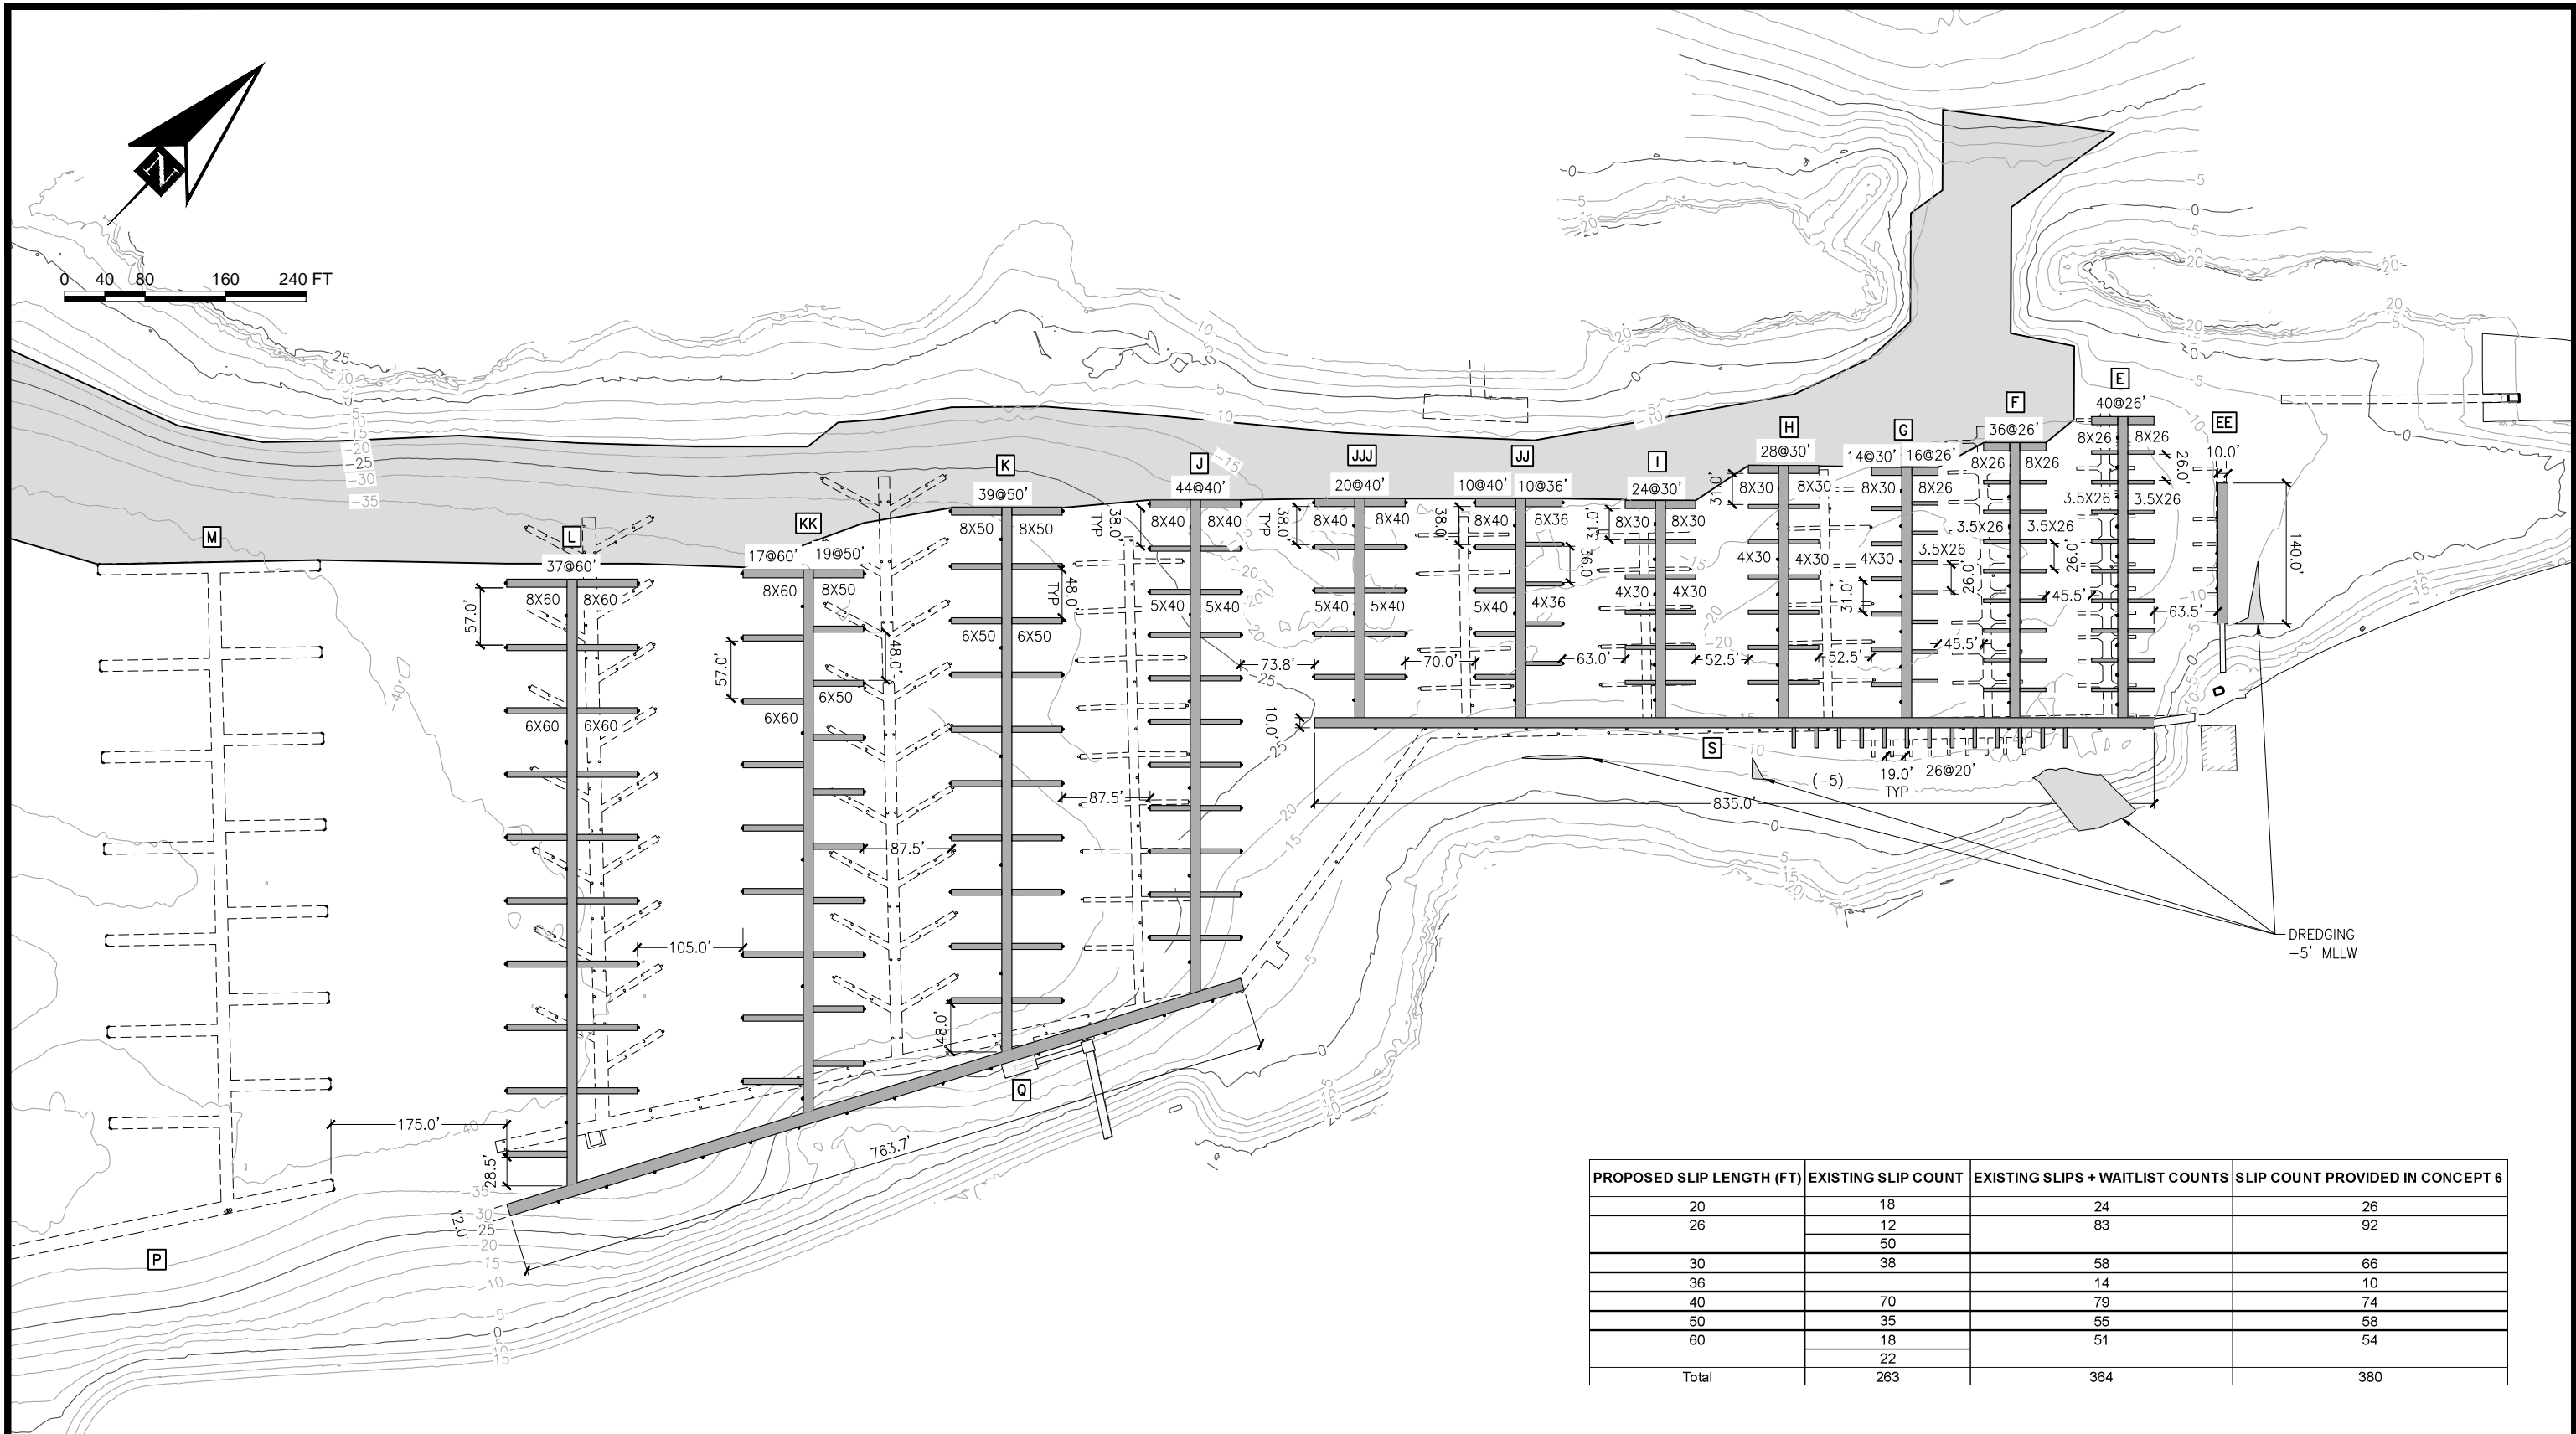 N
0 40 80 160 240 FT
M
L
KK
K
J
JJJ
JJ
I
H
G
F
E
EE
37@60'
17@60' 19@50'
39@50'
44@40'
20@40'
10@40' 10@36'
24@30'
28@30'
14@30' 16@26'
36@26'
40@26'
8X60 8X60
8X60 8X50
8X50 8X50
8X40 8X40
8X40 8X40
8X40 8X36
8X30 8X30
8X30 8X30
8X30 8X26
8X26 8X26
8X26 8X26
6X60 6X60
6X60 6X50
6X50 6X50
5X40 5X40
5X40 5X40
5X40 4X36
4X30 4X30
4X30 4X30
4X30 3.5X26
3.5X26 3.5X26
3.5X26 3.5X26
57.0'
57.0'
48.0'
48.0'
TYP
38.0'
TYP
38.0'
TYP
38.0'
36.0'
31.0'
31.0'
31.0'
26.0'
26.0'
26.0'
10.0'
140.0'
73.8'
70.0'
63.0'
52.5'
52.5'
45.5'
45.5'
63.5'
10.0'
87.5'
87.5'
105.0'
175.0'
28.5'
12.0
48.0'
763.7'
835.0'
S
19.0'
TYP
26@20'
(-5)
Q
P
DREDGING
-5' MLLW
PROPOSED SLIP LENGTH (FT) EXISTING SLIP COUNT EXISTING SLIPS + WAITLIST COUNTS SLIP COUNT PROVIDED IN CONCEPT 6
20 18 24 26
26 12 83 92
50
30 38 58 66
36 14 10
40 70 79 74
50 35 55 58
60 18 51 54
22
Total 263 364 380